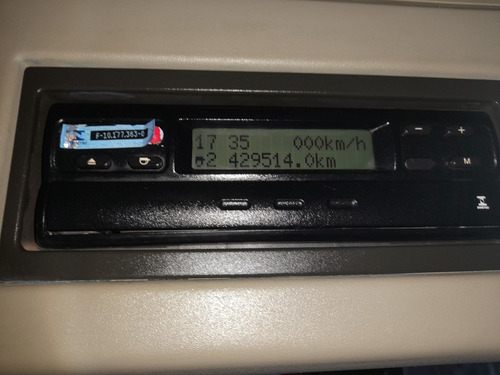 F-10.177.363-0
17 35 000km/h
2 429514.0km
- +
M